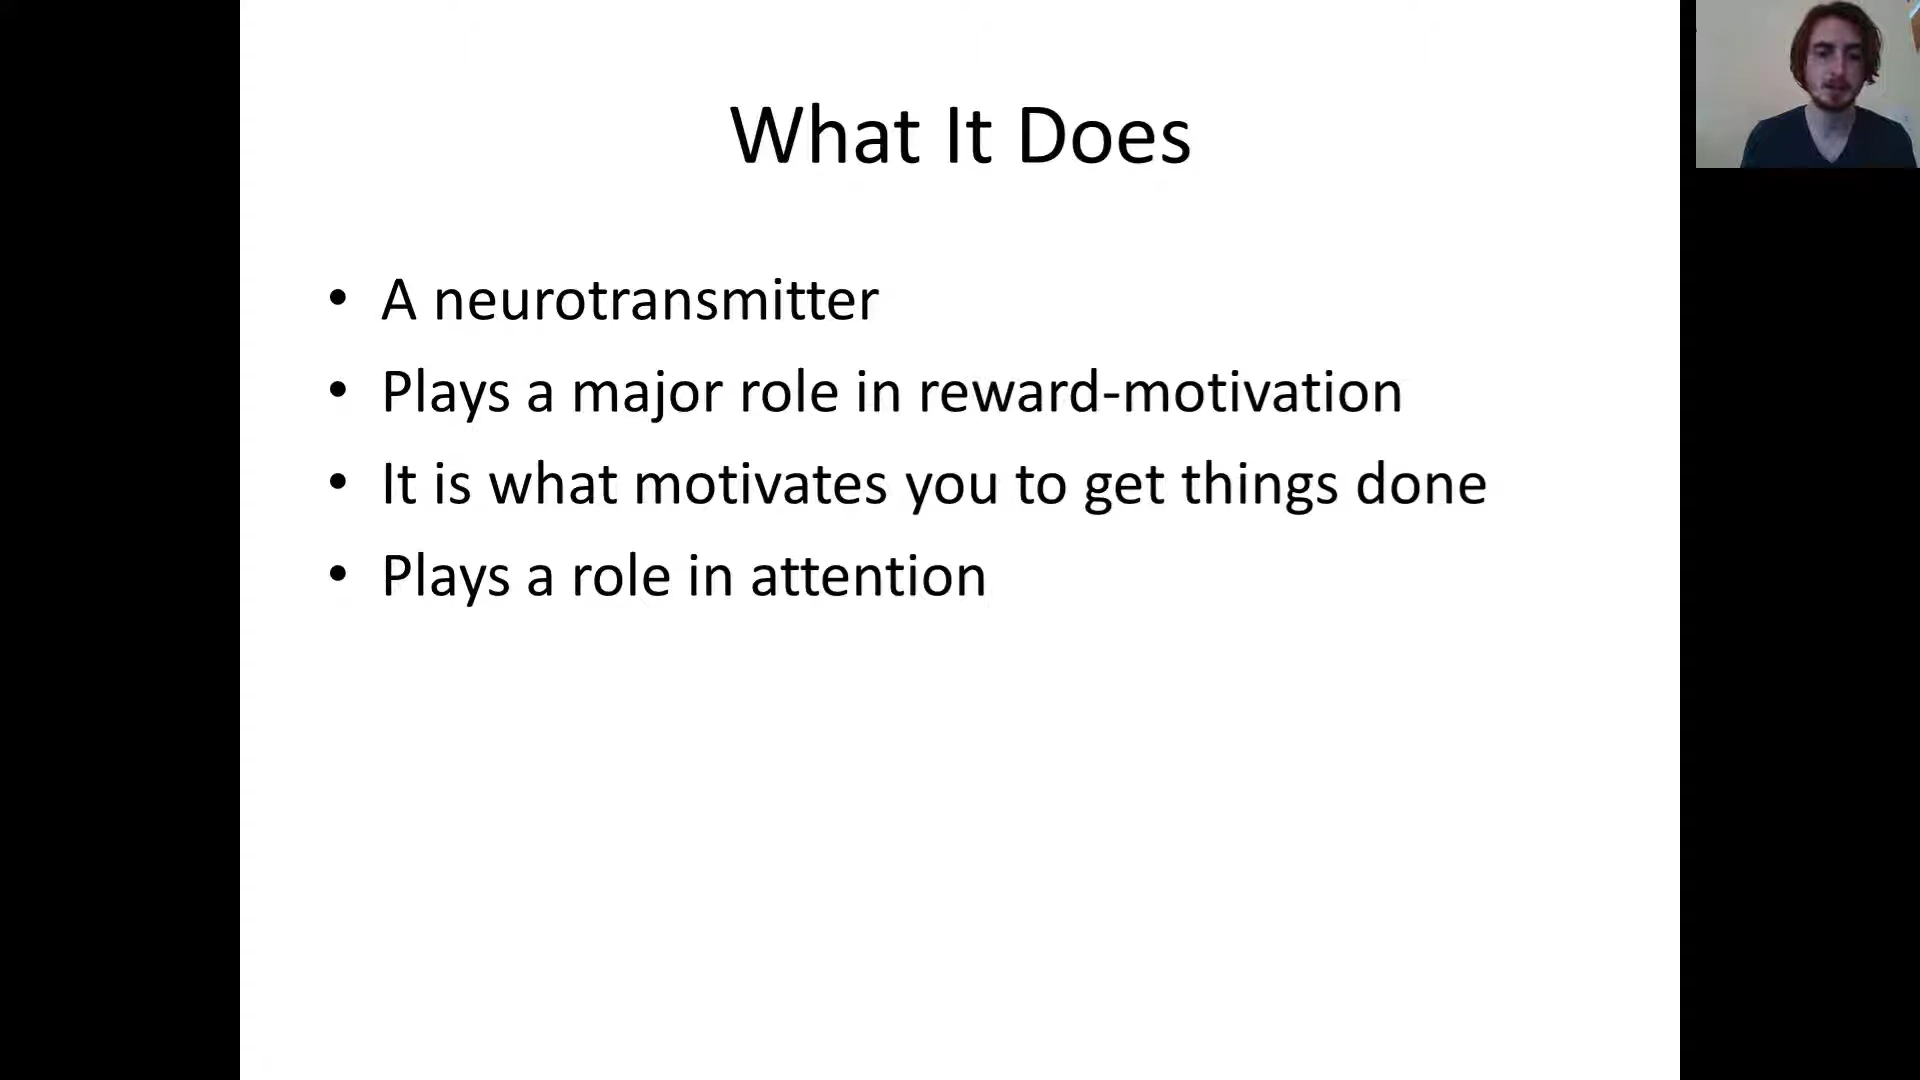 What It Does
• A neurotransmitter
• Plays a major role in reward-motivation
• It is what motivates you to get things done
• Plays a role in attention